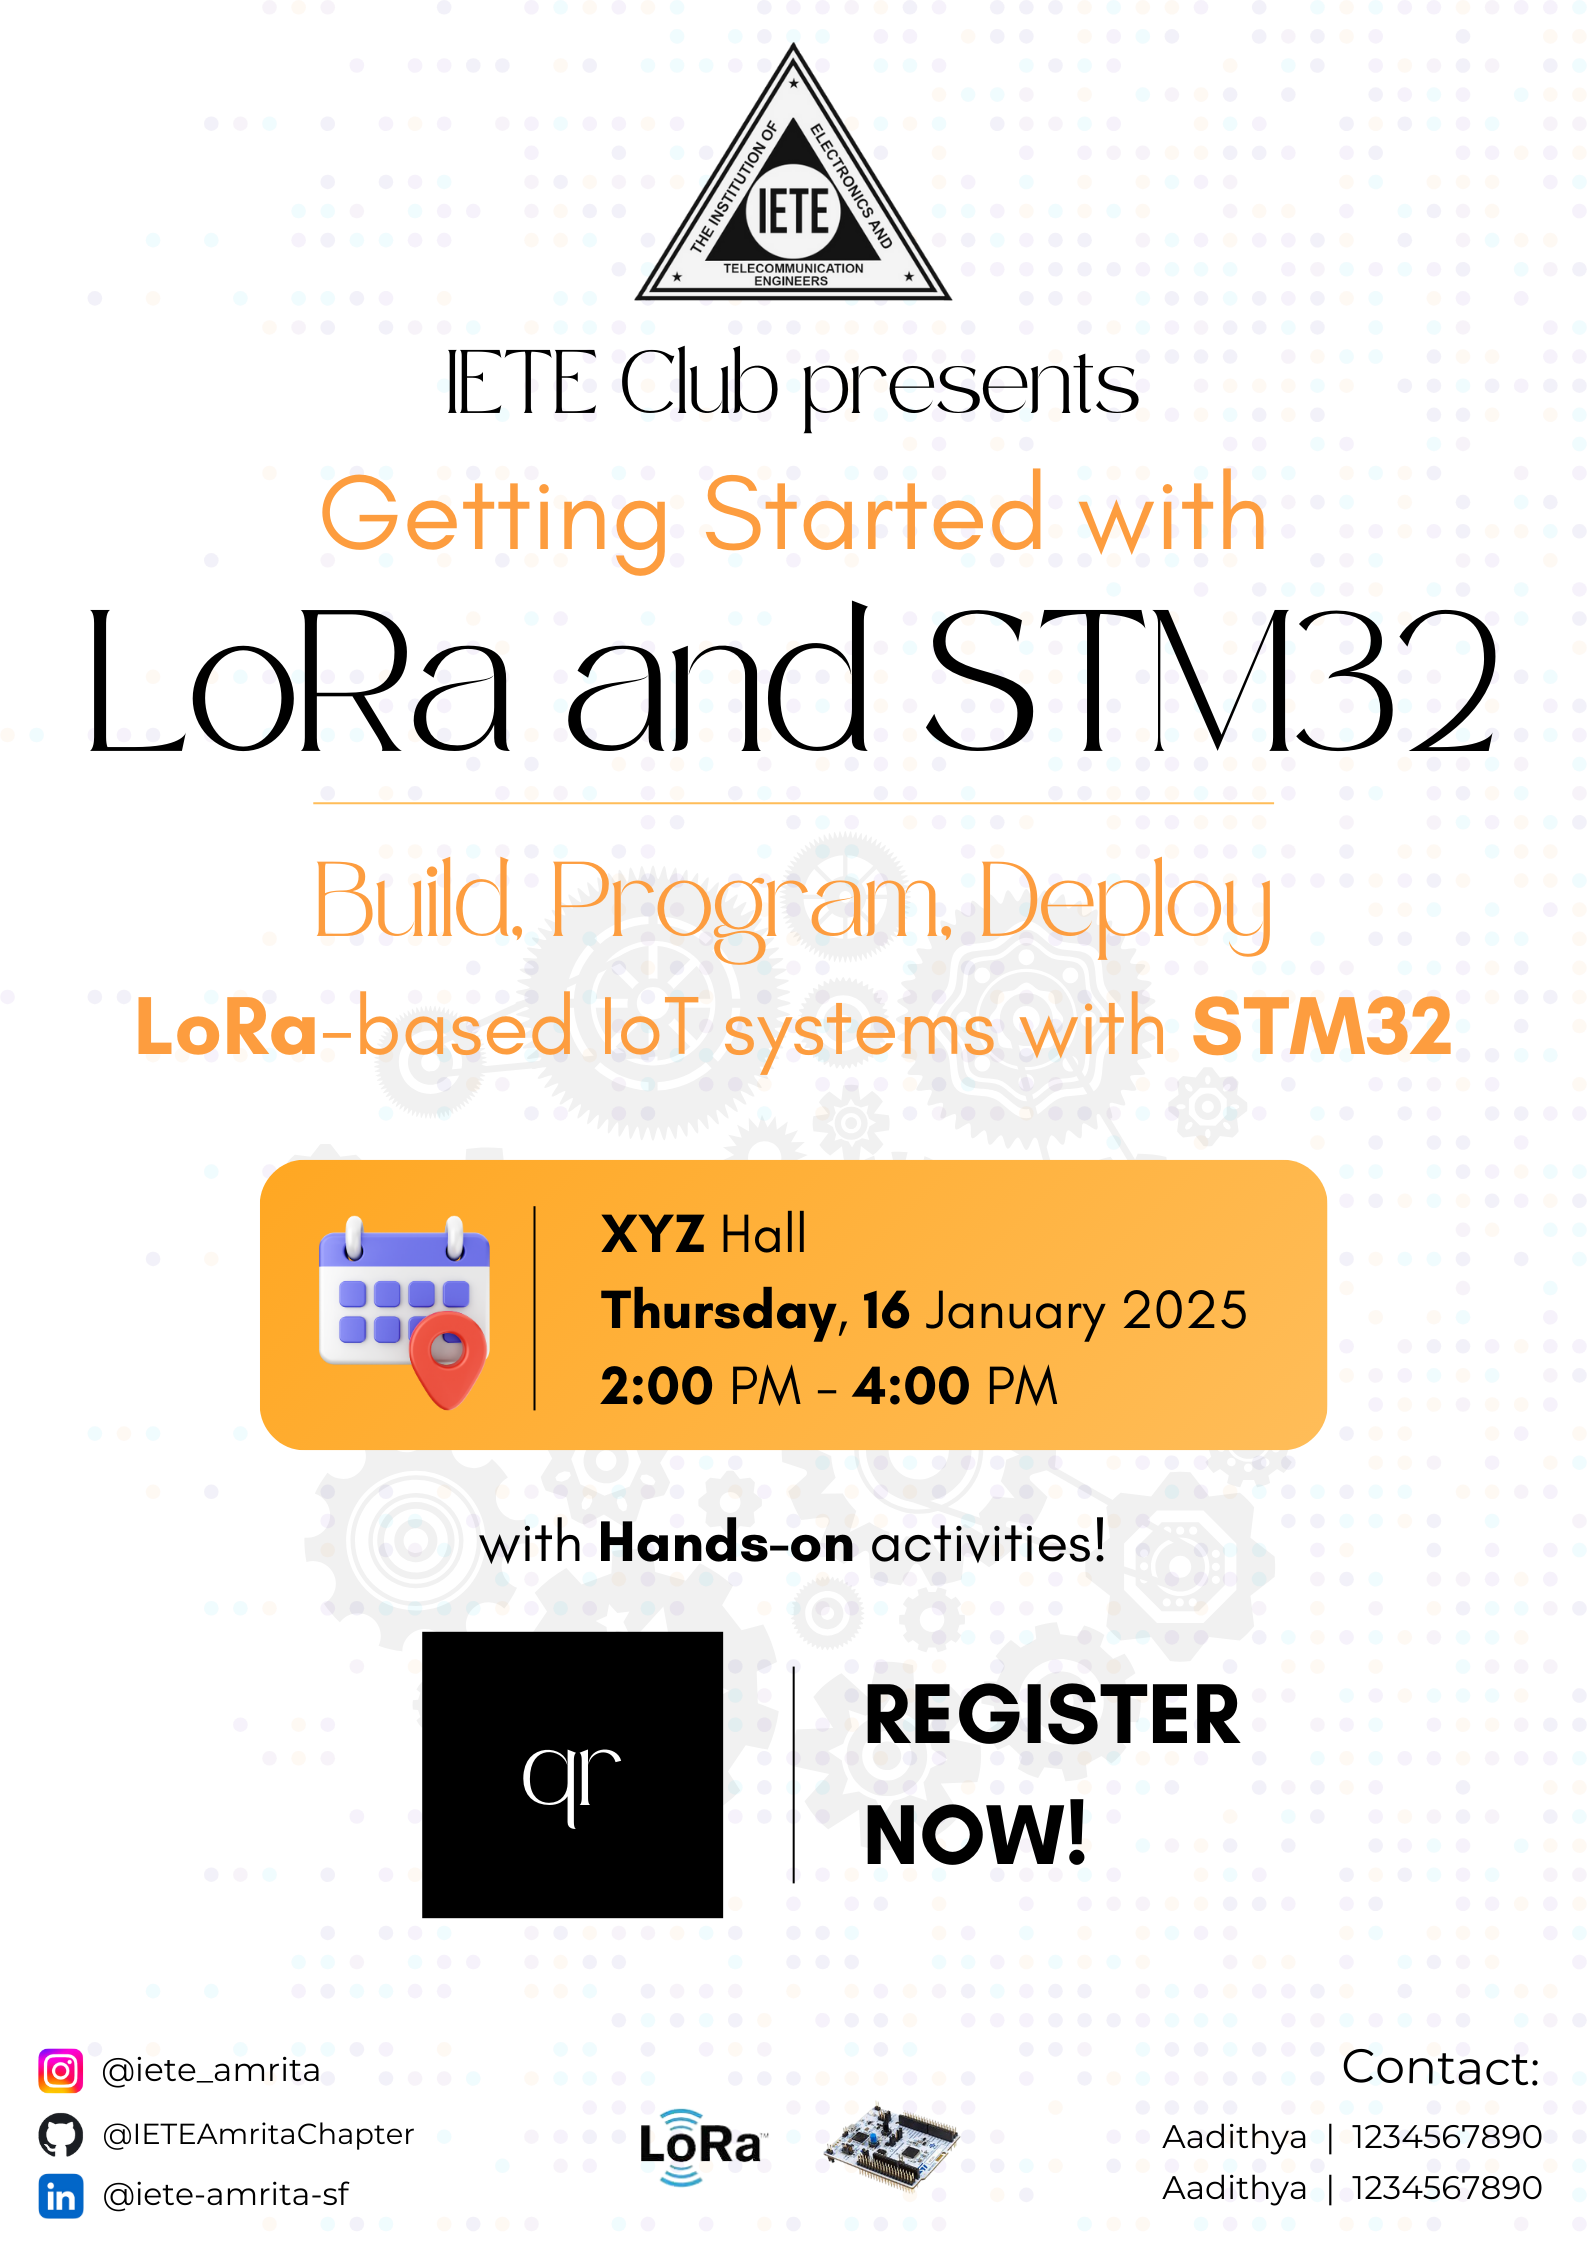 THE INSTITUTION OF
ELECTRONICS AND
IETE
TELECOMMUNICATION
ENGINEERS
IETE Club presents
Getting Started with
LoRa and STM32
Build, Program, Deploy
LoRa-based IoT systems with STM32
XYZ Hall
Thursday, 16 January 2025
2:00 PM - 4:00 PM
with Hands-on activities!
qr
REGISTER
NOW!
@iete_amrita
@IETEAmritaChapter
in
@iete-amrita-sf
LoRa™
Contact:
Aadithya | 1234567890
Aadithya | 1234567890